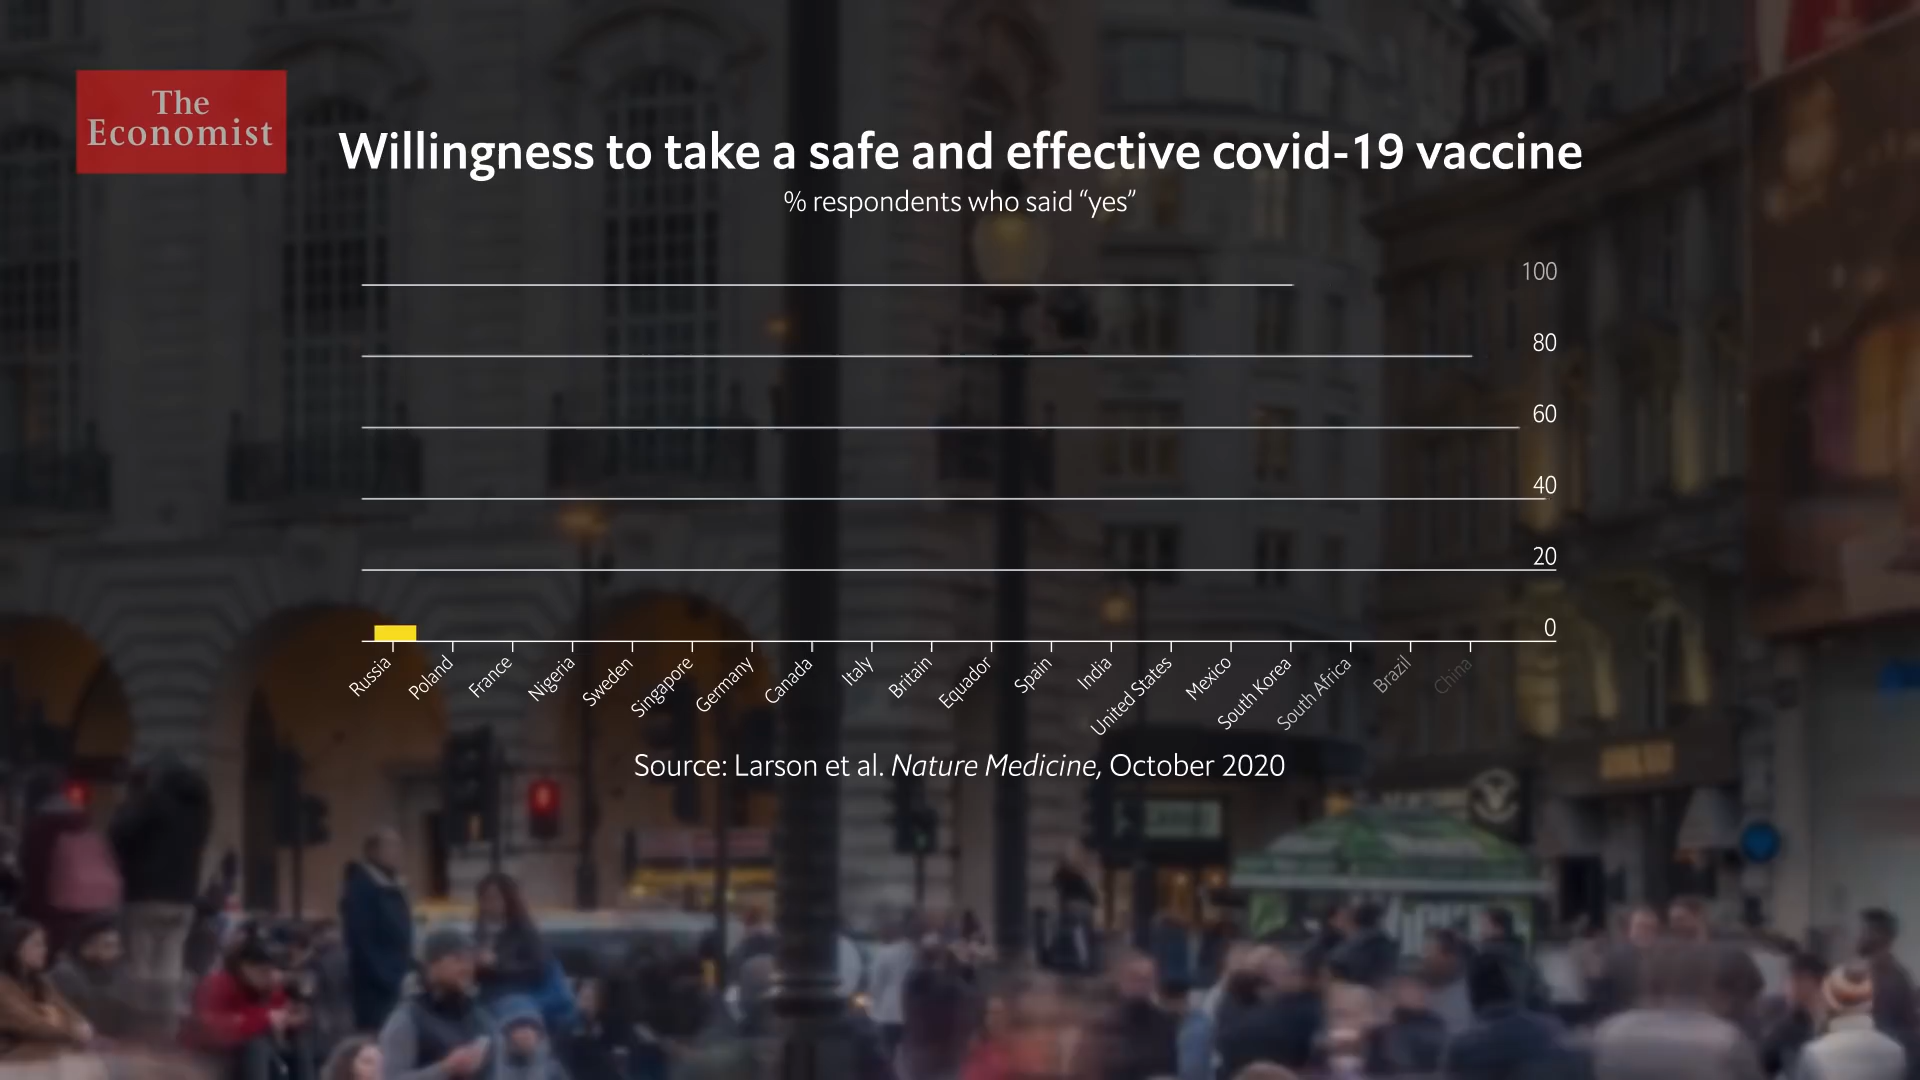 The
Economist
Willingness to take a safe and effective covid-19 vaccine
% respondents who said “yes”
100
80
60
40
20
0
Russia
Poland
France
Nigeria
Sweden
Singapore
Germany
Canada
Italy
Britain
Equador
Spain
India
United States
Mexico
South Korea
South Africa
Brazil
China
Source: Larson et al. Nature Medicine, October 2020